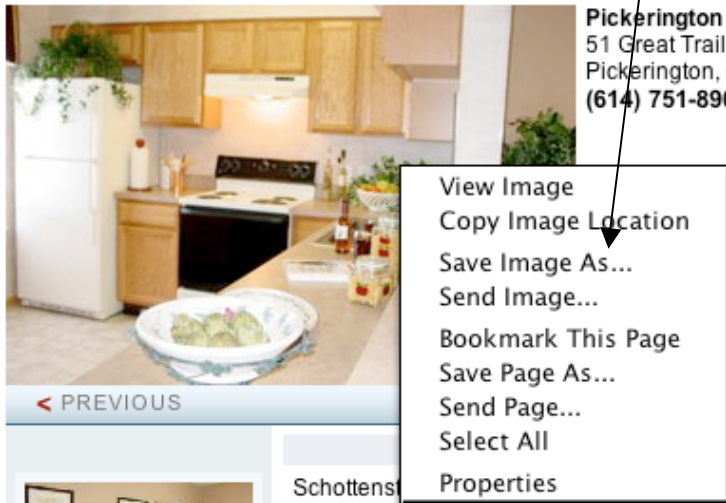 Pickerington
51 Great Trail
Pickerington,
(614) 751-89
View Image
Copy Image Location
Save Image As...
Send Image...
Bookmark This Page
Save Page As...
Send Page...
Select All
Properties
< PREVIOUS
Schottenst